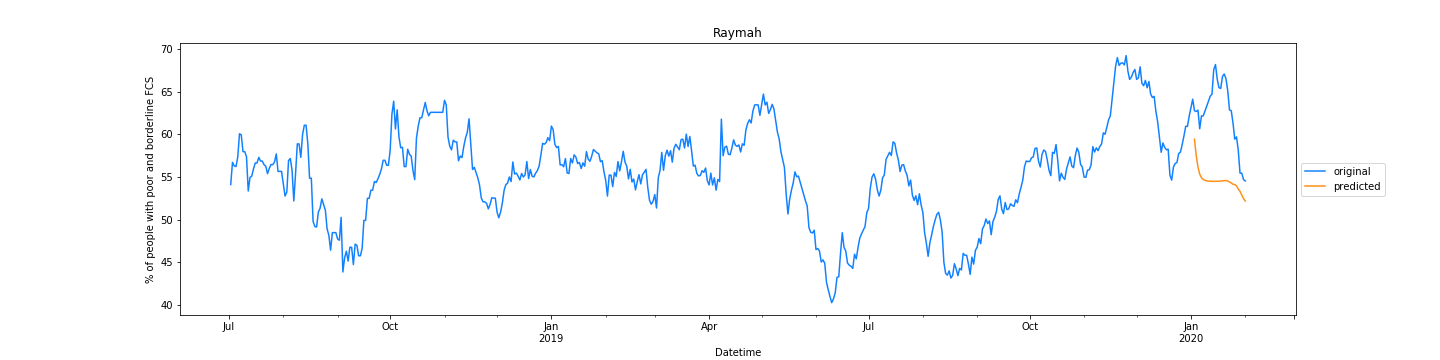 Raymah
% of people with poor and borderline FCS
70
65
60
55
50
45
40
Jul
Oct
Jan
2019
Apr
Jul
Oct
Jan
2020
Datetime
original
predicted